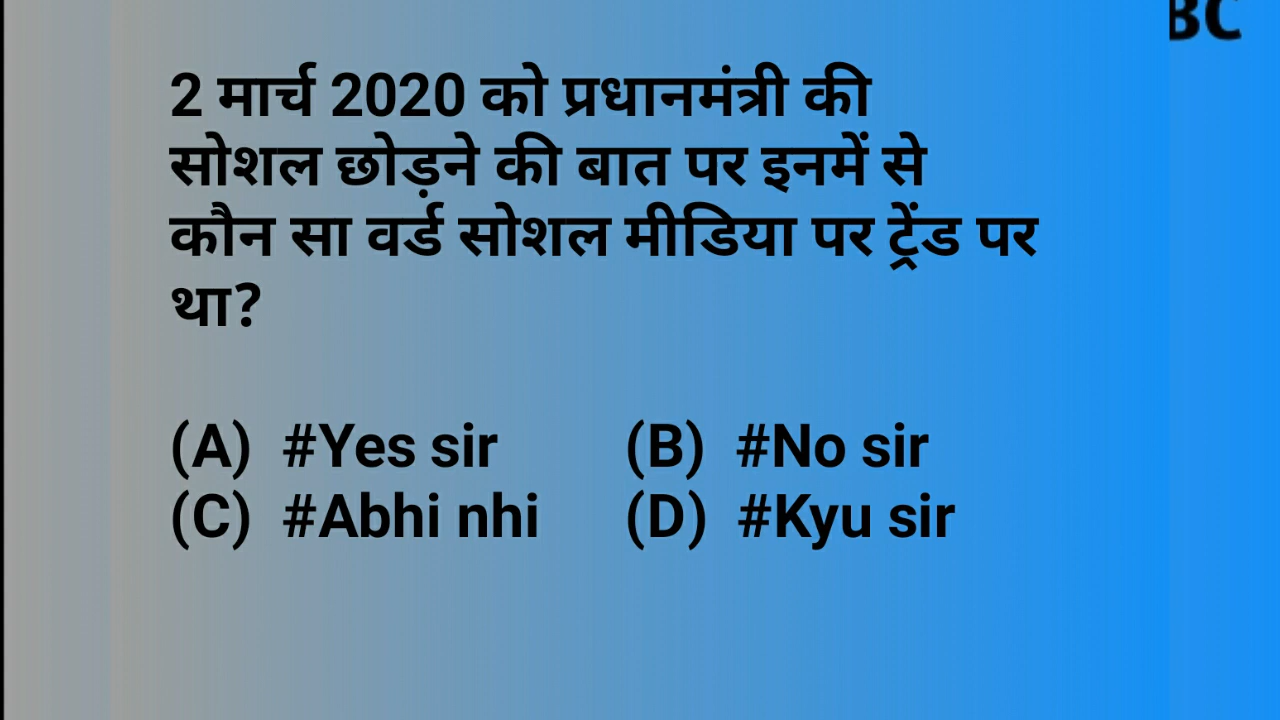 BC
2 मार्च 2020 को प्रधानमंत्री की
सोशल छोड़ने की बात पर इनमें से
कौन सा वर्ड सोशल मीडिया पर ट्रेंड पर
था?
(A) #Yes sir (B) #No sir
(C) #Abhi nhi (D) #Kyu sir